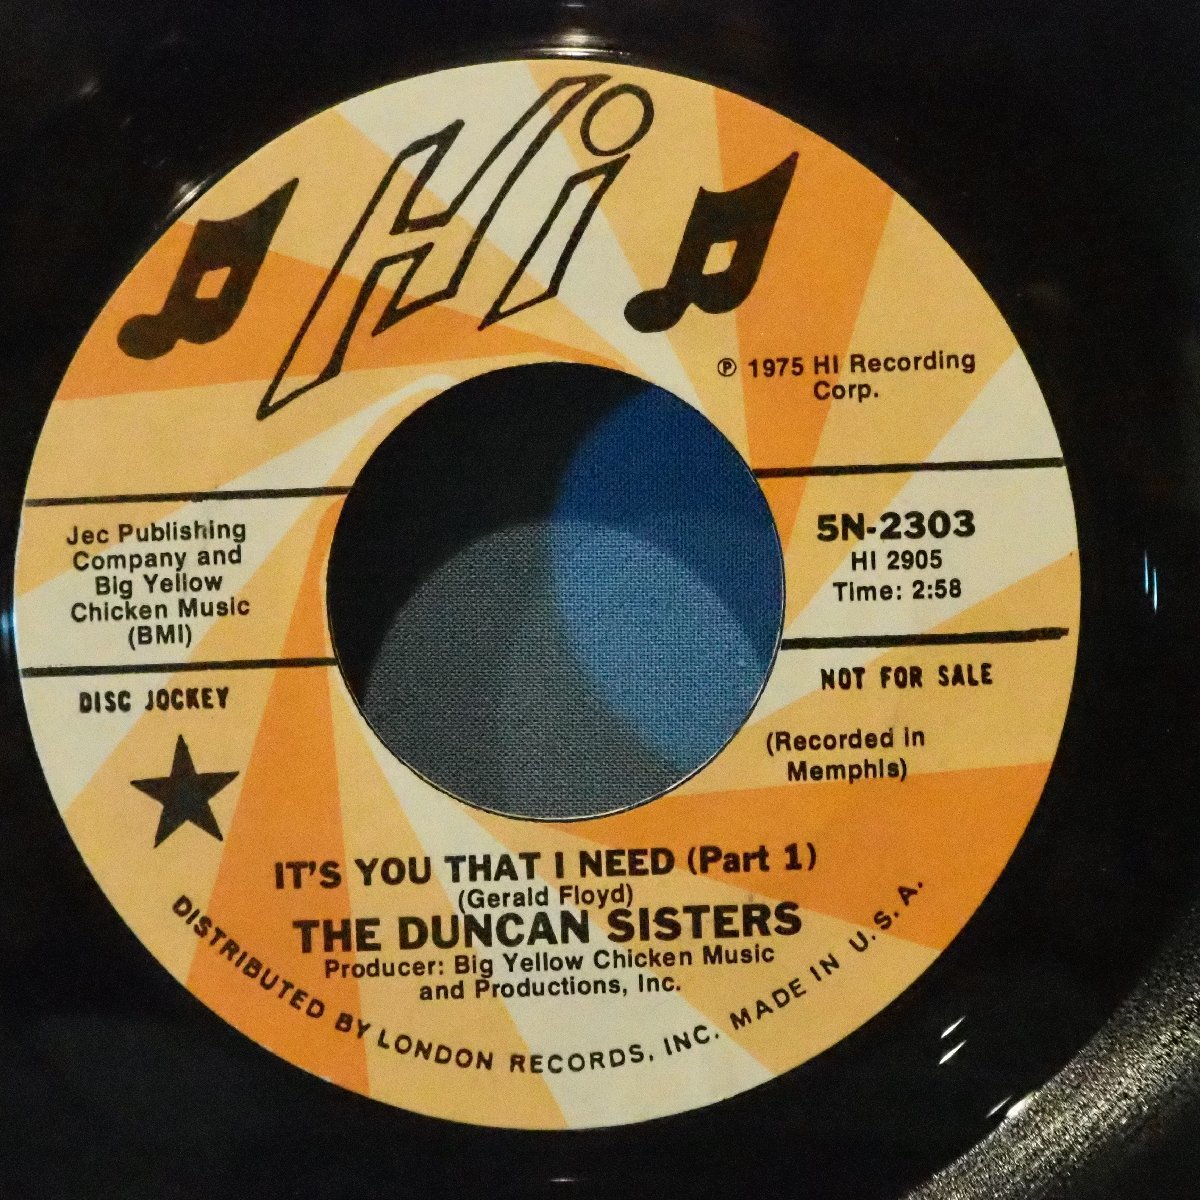 Hi
℗ 1975 HI Recording
Corp.
Jec Publishing
Company and
Big Yellow
Chicken Music
(BMI)
5N-2303
HI 2905
Time: 2:58
DISC JOCKEY
NOT FOR SALE
(Recorded in
Memphis)
IT'S YOU THAT I NEED (Part 1)
(Gerald Floyd)
THE DUNCAN SISTERS
Producer: Big Yellow Chicken Music
and Productions, Inc.
DISTRIBUTED BY LONDON RECORDS, INC. MADE IN U.S.A.